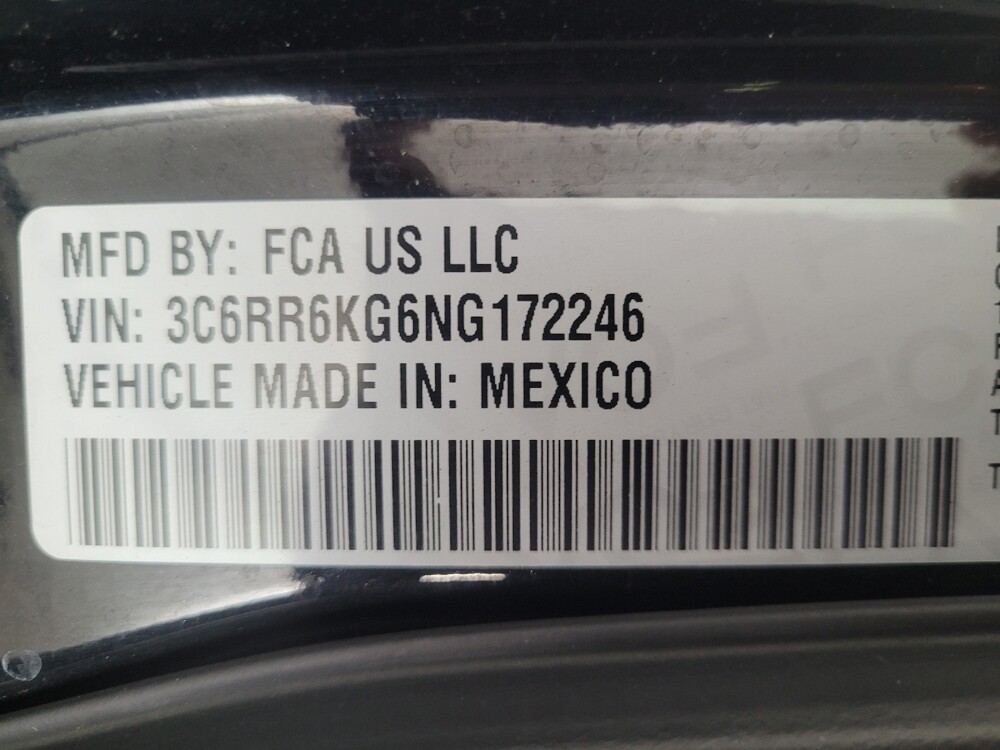 MFD BY: FCA US LLC
VIN: 3C6RR6KG6NG172246
VEHICLE MADE IN: MEXICO